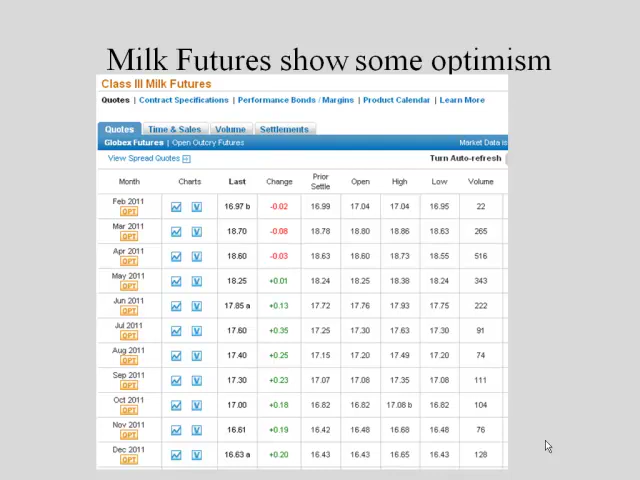 Milk Futures show some optimism
Class III Milk Futures
Quotes | Contract Specifications | Performance Bonds / Margins | Product Calendar | Learn More
Quotes Time & Sales Volume Settlements
Globex Futures | Open Outcry Futures Market Data is
View Spread Quotes Turn Auto-refresh
Month Charts Last Change Prior Settle Open High Low Volume
Feb 2011 OPT 16.97 b -0.02 16.99 17.04 17.04 16.95 22
Mar 2011 OPT 18.70 -0.08 18.78 18.80 18.86 18.63 265
Apr 2011 OPT 18.60 -0.03 18.63 18.60 18.73 18.55 516
May 2011 OPT 18.25 +0.01 18.24 18.25 18.38 18.24 343
Jun 2011 OPT 17.85 a +0.13 17.72 17.76 17.93 17.75 222
Jul 2011 OPT 17.60 +0.35 17.25 17.30 17.63 17.30 91
Aug 2011 OPT 17.40 +0.25 17.15 17.20 17.49 17.20 74
Sep 2011 OPT 17.30 +0.23 17.07 17.08 17.35 17.08 111
Oct 2011 OPT 17.00 +0.18 16.82 16.82 17.08 b 16.82 104
Nov 2011 OPT 16.61 +0.19 16.42 16.48 16.68 16.48 76
Dec 2011 OPT 16.63 a +0.20 16.43 16.43 16.65 16.43 128